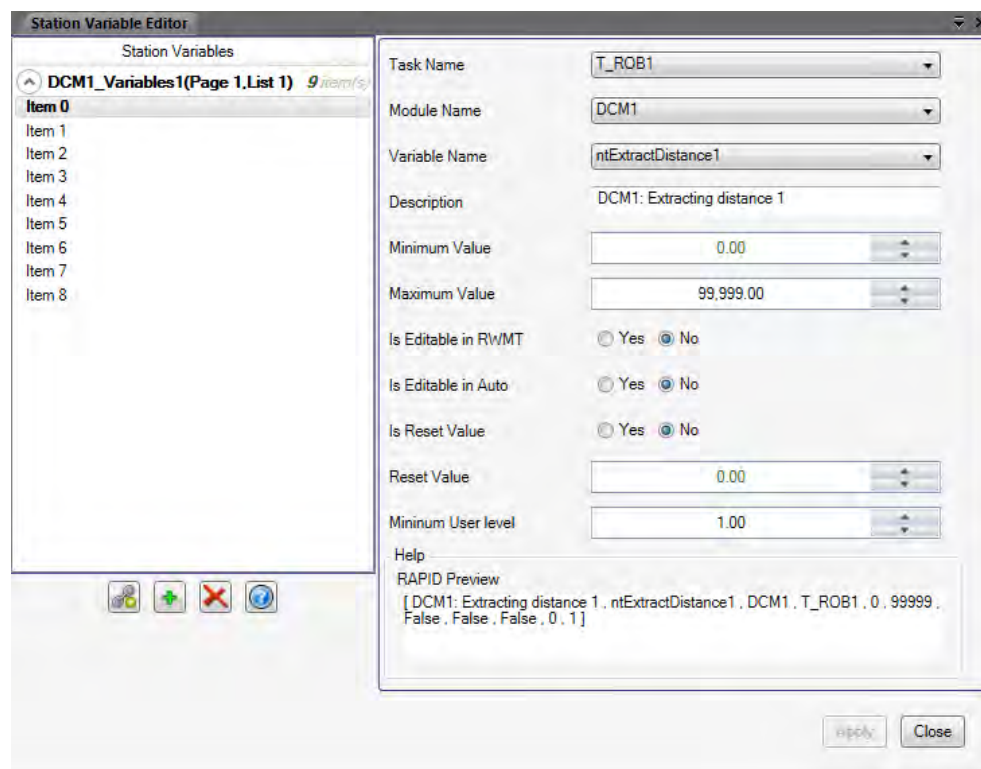 Station Variable Editor
Station Variables
DCM1_Variables1(Page 1,List 1) 9 item(s)
Item 0
Item 1
Item 2
Item 3
Item 4
Item 5
Item 6
Item 7
Item 8
Task Name T_ROB1
Module Name DCM1
Variable Name ntExtractDistance1
Description DCM1: Extracting distance 1
Minimum Value 0.00
Maximum Value 99,999.00
Is Editable in RWMT Yes No
Is Editable in Auto Yes No
Is Reset Value Yes No
Reset Value 0.00
Mininum User level 1.00
Help
RAPID Preview
[ DCM1: Extracting distance 1 , ntExtractDistance1 , DCM1 , T_ROB1 , 0 , 99999 ,
False , False , False , 0 , 1 ]
Apply Close